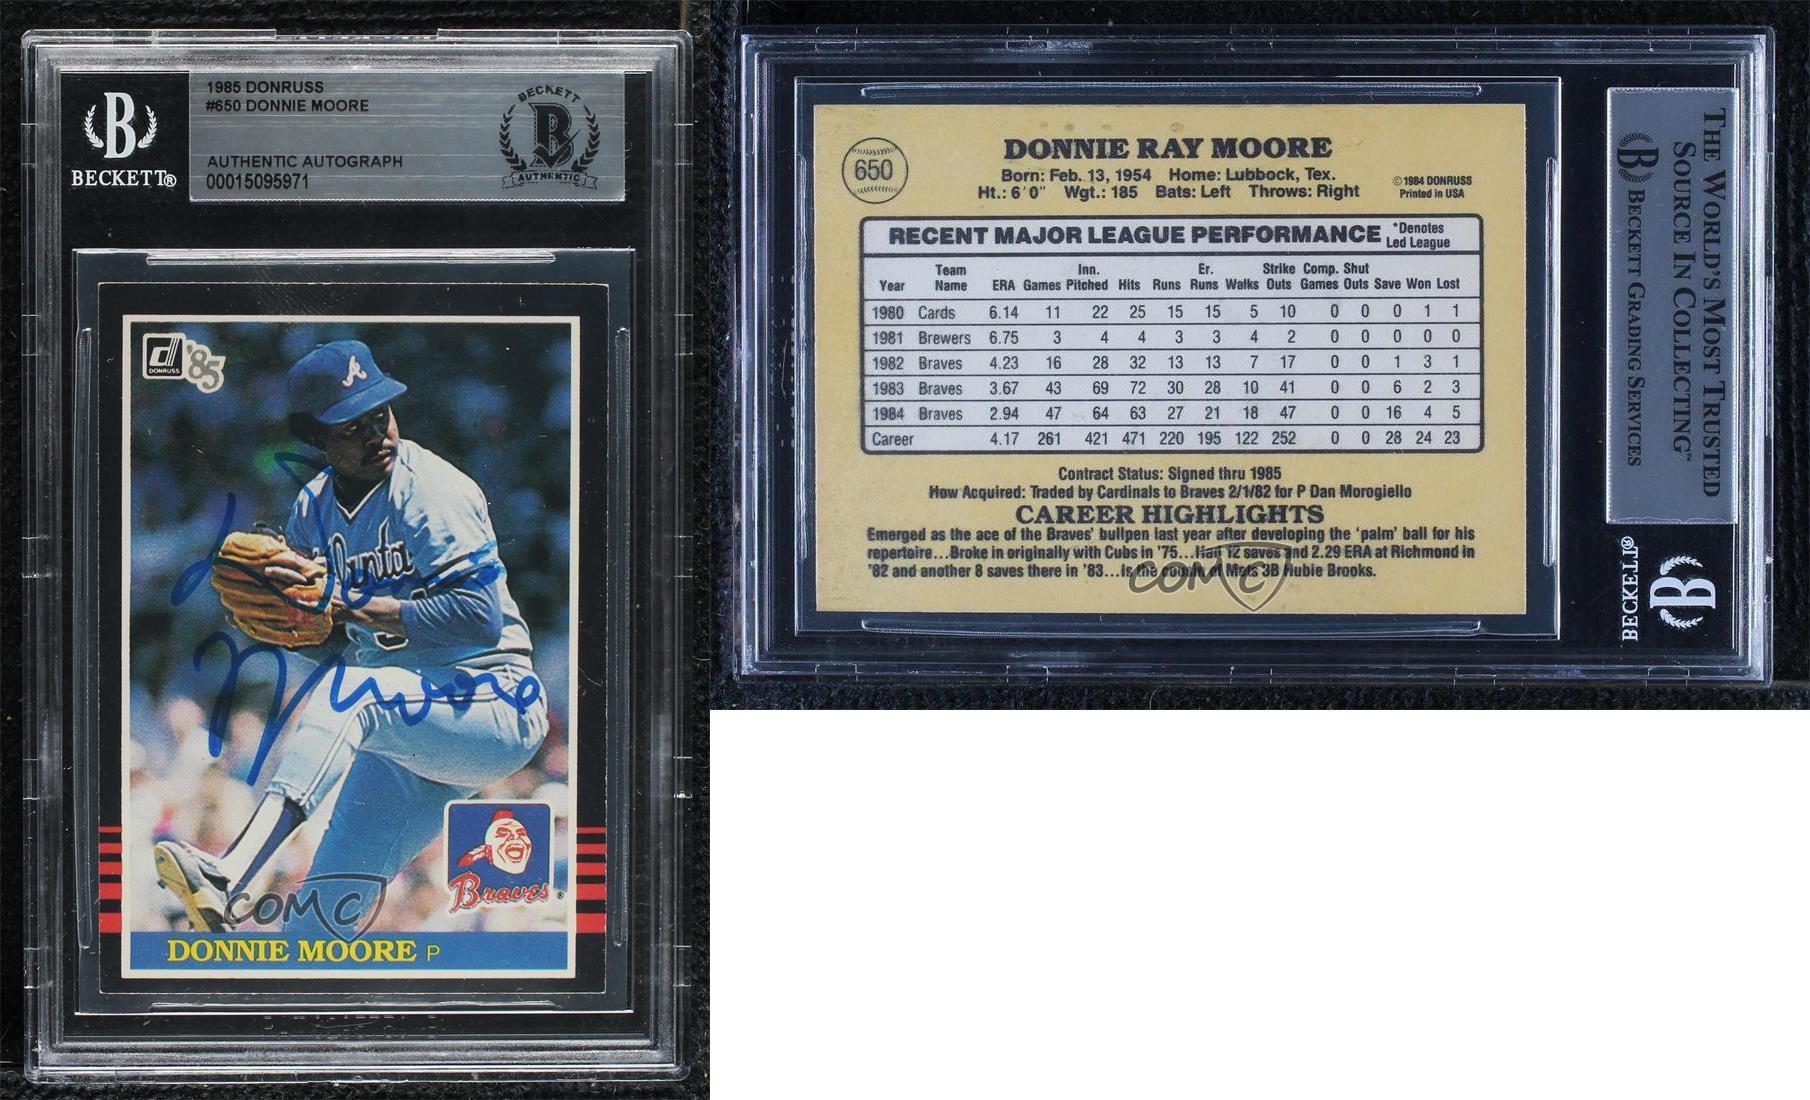 1985 DONRUSS
#650 DONNIE MOORE
AUTHENTIC AUTOGRAPH
00015095971
B
BECKETT®
BECKETT
B
AUTHENTIC
d
DONRUSS
'85
A
Atlanta
Donnie
Moore
Braves®
COMC
DONNIE MOORE P
650
DONNIE RAY MOORE
Born: Feb. 13, 1954 Home: Lubbock, Tex.
Ht.: 6'0" Wgt.: 185 Bats: Left Throws: Right
©1984 DONRUSS
Printed in USA
RECENT MAJOR LEAGUE PERFORMANCE *Denotes Led League
Year Team Name ERA Games Inn. Pitched Hits Runs Er. Runs Walks Strike Outs Comp. Games Shut Outs Save Won Lost
1980 Cards 6.14 11 22 25 15 15 5 10 0 0 0 1 1
1981 Brewers 6.75 3 4 4 3 3 4 2 0 0 0 0 0
1982 Braves 4.23 16 28 32 13 13 7 17 0 0 1 3 1
1983 Braves 3.67 43 69 72 30 28 10 41 0 0 6 2 3
1984 Braves 2.94 47 64 63 27 21 18 47 0 0 16 4 5
Career 4.17 261 421 471 220 195 122 252 0 0 28 24 23
Contract Status: Signed thru 1985
How Acquired: Traded by Cardinals to Braves 2/1/82 for P Dan Morogiello
CAREER HIGHLIGHTS
Emerged as the ace of the Braves' bullpen last year after developing the 'palm' ball for his
repertoire...Broke in originally with Cubs in '75...Had 12 saves and 2.29 ERA at Richmond in
'82 and another 8 saves there in '83...Is the cousin of Mets 3B Hubie Brooks.
COMC
THE WORLD'S MOST TRUSTED
SOURCE IN COLLECTING™
B BECKETT GRADING SERVICES
BECKETT®
B